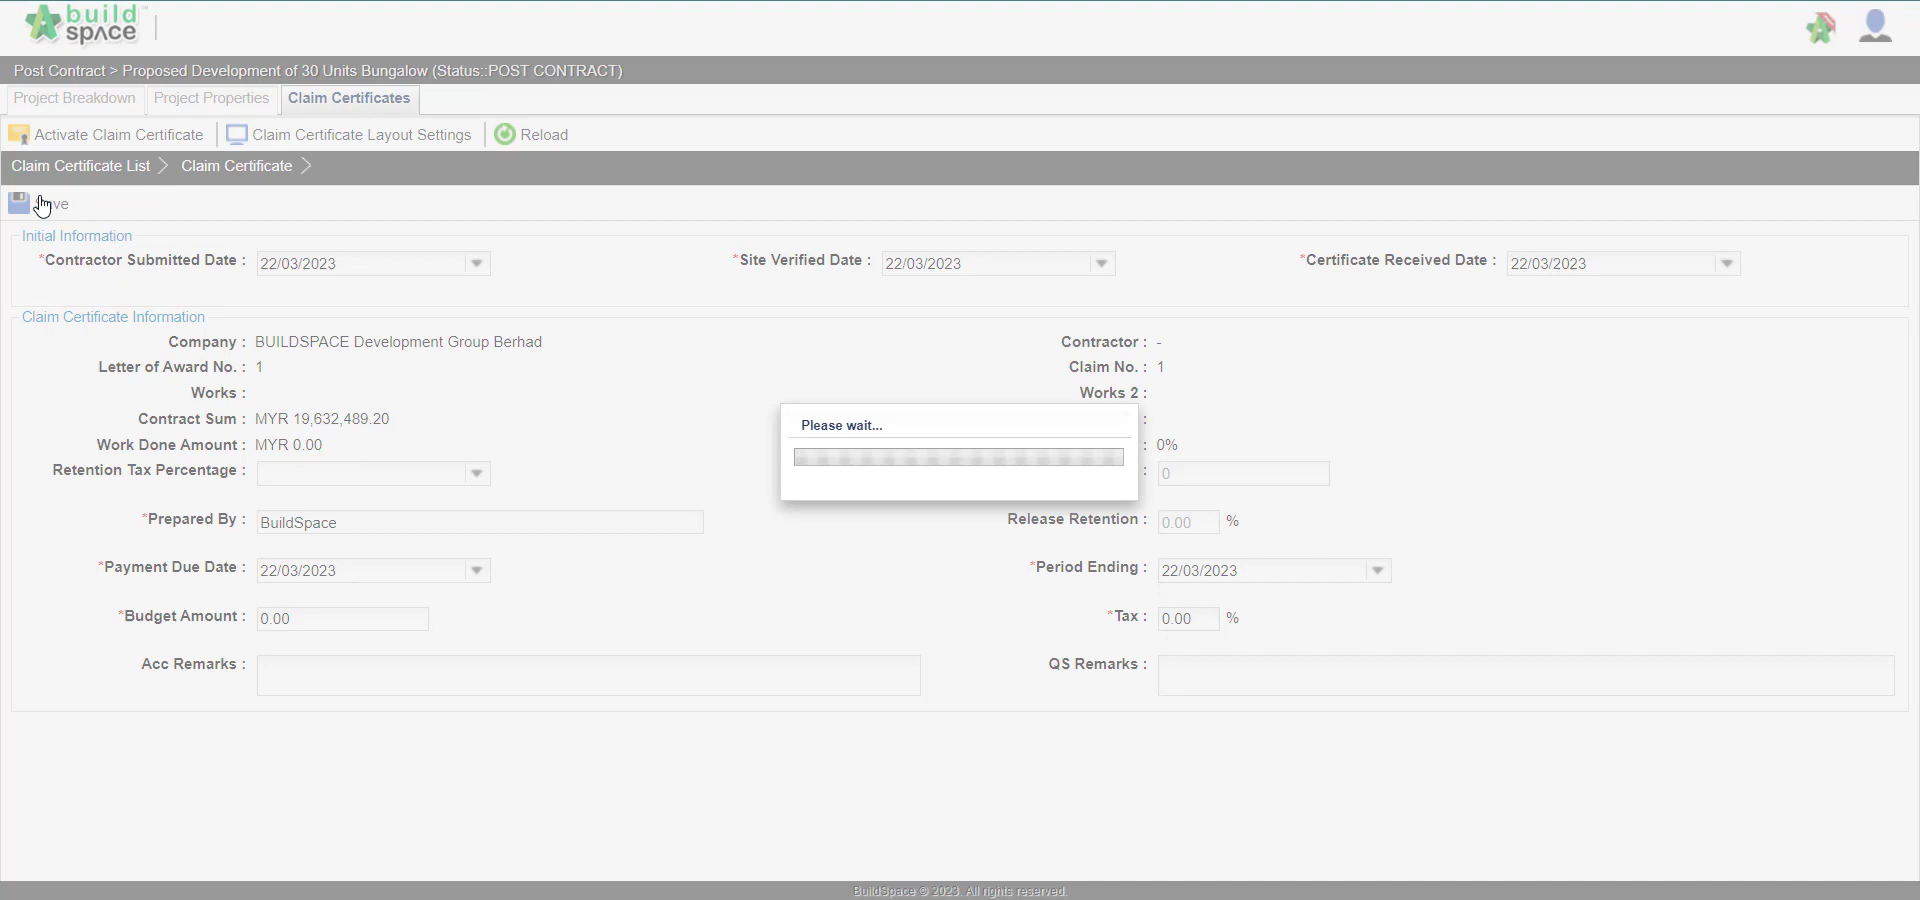 build
space
Post Contract > Proposed Development of 30 Units Bungalow (Status::POST CONTRACT)
Project Breakdown Project Properties Claim Certificates
Activate Claim Certificate Claim Certificate Layout Settings Reload
Claim Certificate List Claim Certificate
Initial Information
*Contractor Submitted Date : 22/03/2023 *Site Verified Date : 22/03/2023 *Certificate Received Date : 22/03/2023
Claim Certificate Information
Company : BUILDSPACE Development Group Berhad Contractor : -
Letter of Award No. : 1 Claim No. : 1
Works : Works 2 :
Contract Sum : MYR 19,632,489.20 :
Work Done Amount : MYR 0.00 : 0%
Retention Tax Percentage : : 0
Please wait...
*Prepared By : BuildSpace Release Retention : 0.00 %
*Payment Due Date : 22/03/2023 *Period Ending : 22/03/2023
*Budget Amount : 0.00 *Tax : 0.00 %
Acc Remarks : QS Remarks :
BuildSpace © 2023. All rights reserved.